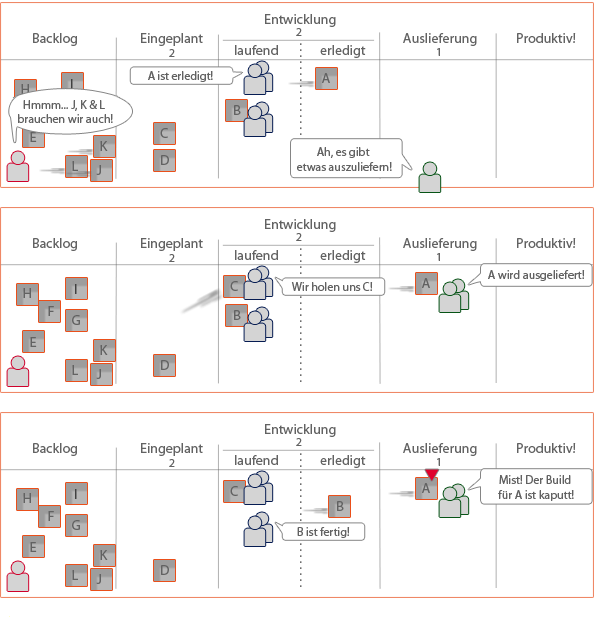 Entwicklung
Backlog Eingeplant 2 Auslieferung Produktiv!
2 laufend erledigt 1
A ist erledigt! A
H I
Hmmm... J, K & L
brauchen wir auch!
B
E K C
Ah, es gibt
etwas auszuliefern!
L J D
Entwicklung
Backlog Eingeplant 2 Auslieferung Produktiv!
2 laufend erledigt 1
A wird ausgeliefert!
H I C Wir holen uns C! A
F G B
E K
L J D
Entwicklung
Backlog Eingeplant 2 Auslieferung Produktiv!
2 laufend erledigt 1
Mist! Der Build
für A ist kaputt!
H I C A
F G B
B ist fertig!
E K
L J D